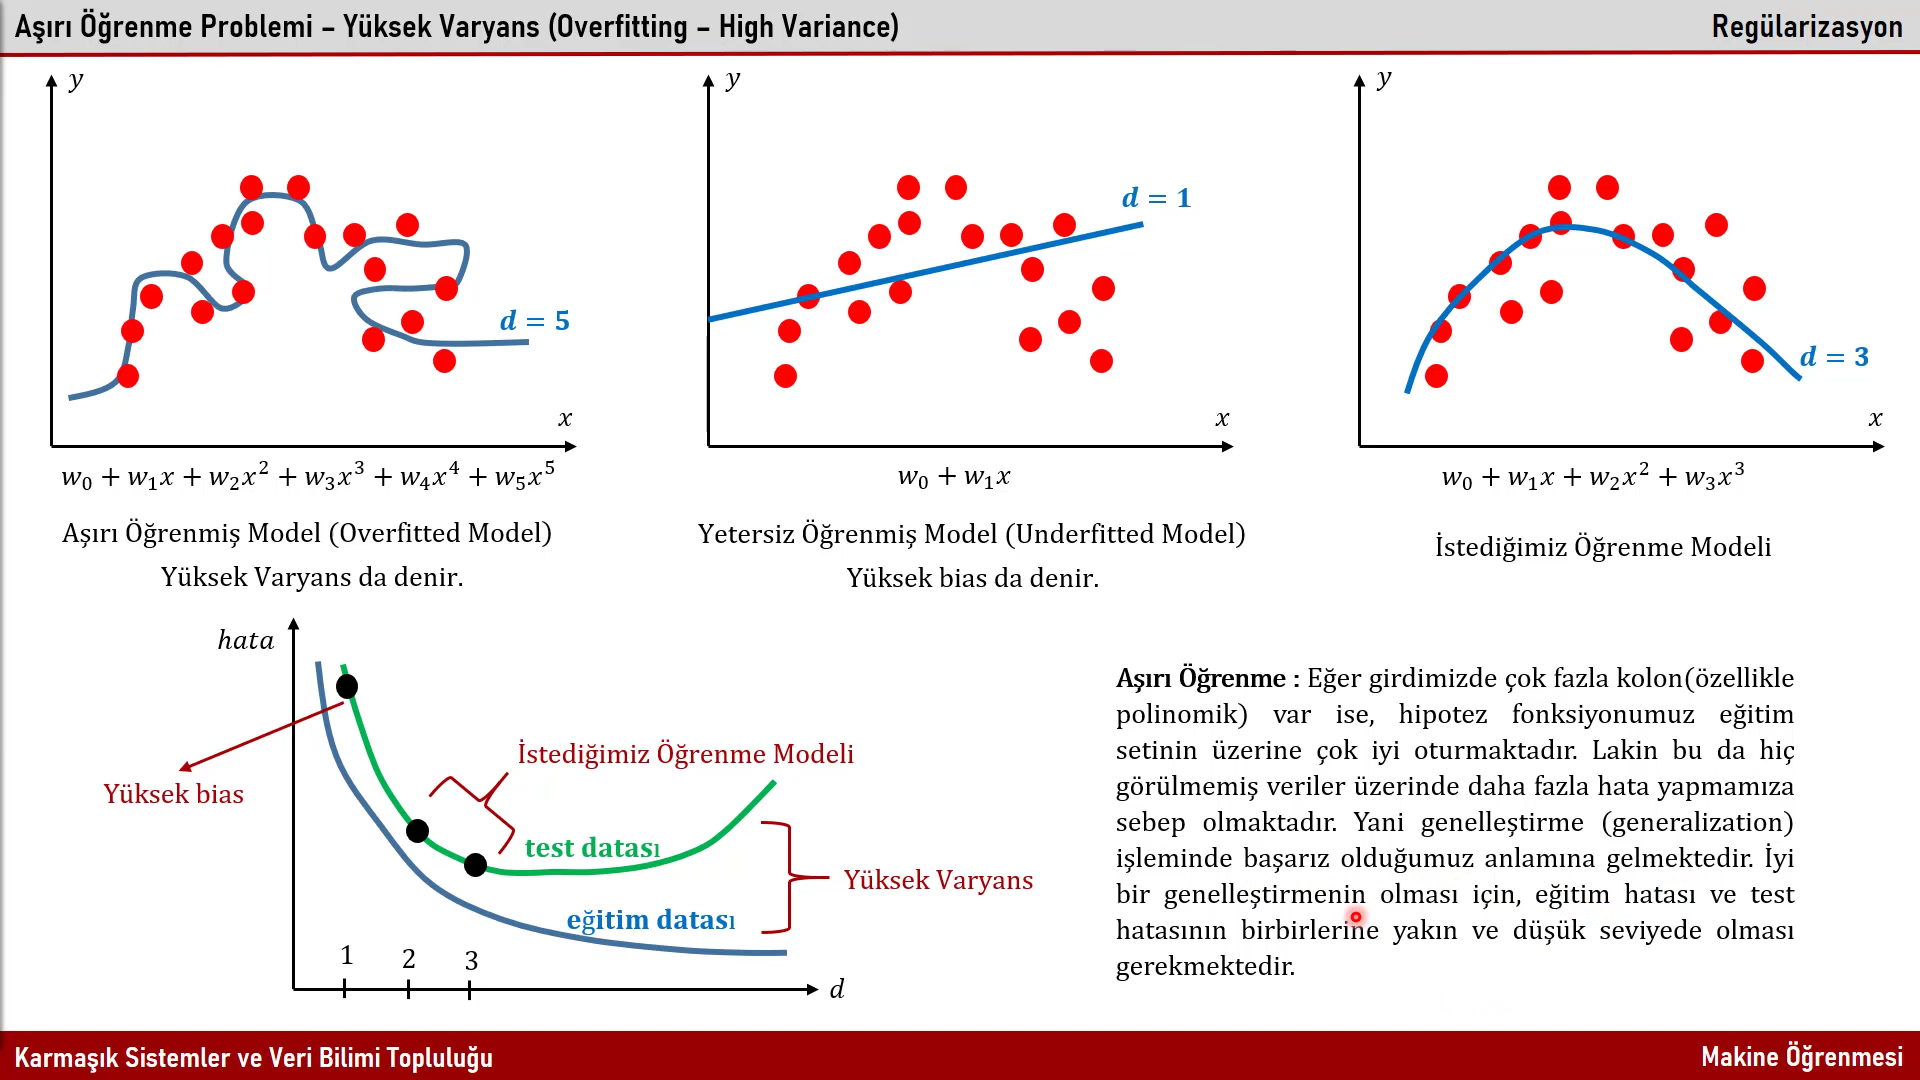 Aşırı Öğrenme Problemi – Yüksek Varyans (Overfitting – High Variance)
Regülarizasyon
y
d = 5
x
w₀ + w₁x + w₂x² + w₃x³ + w₄x⁴ + w₅x⁵
Aşırı Öğrenmiş Model (Overfitted Model)
Yüksek Varyans da denir.
y
d = 1
x
w₀ + w₁x
Yetersiz Öğrenmiş Model (Underfitted Model)
Yüksek bias da denir.
y
d = 3
x
w₀ + w₁x + w₂x² + w₃x³
İstediğimiz Öğrenme Modeli
hata
Yüksek bias
İstediğimiz Öğrenme Modeli
test datası
Yüksek Varyans
eğitim datası
1 2 3
d
Aşırı Öğrenme : Eğer girdimizde çok fazla kolon(özellikle
polinomik) var ise, hipotez fonksiyonumuz eğitim
setinin üzerine çok iyi oturmaktadır. Lakin bu da hiç
görülmemiş veriler üzerinde daha fazla hata yapmamıza
sebep olmaktadır. Yani genelleştirme (generalization)
işleminde başarız olduğumuz anlamına gelmektedir. İyi
bir genelleştirmenin olması için, eğitim hatası ve test
hatasının birbirlerine yakın ve düşük seviyede olması
gerekmektedir.
Karmaşık Sistemler ve Veri Bilimi Topluluğu
Makine Öğrenmesi